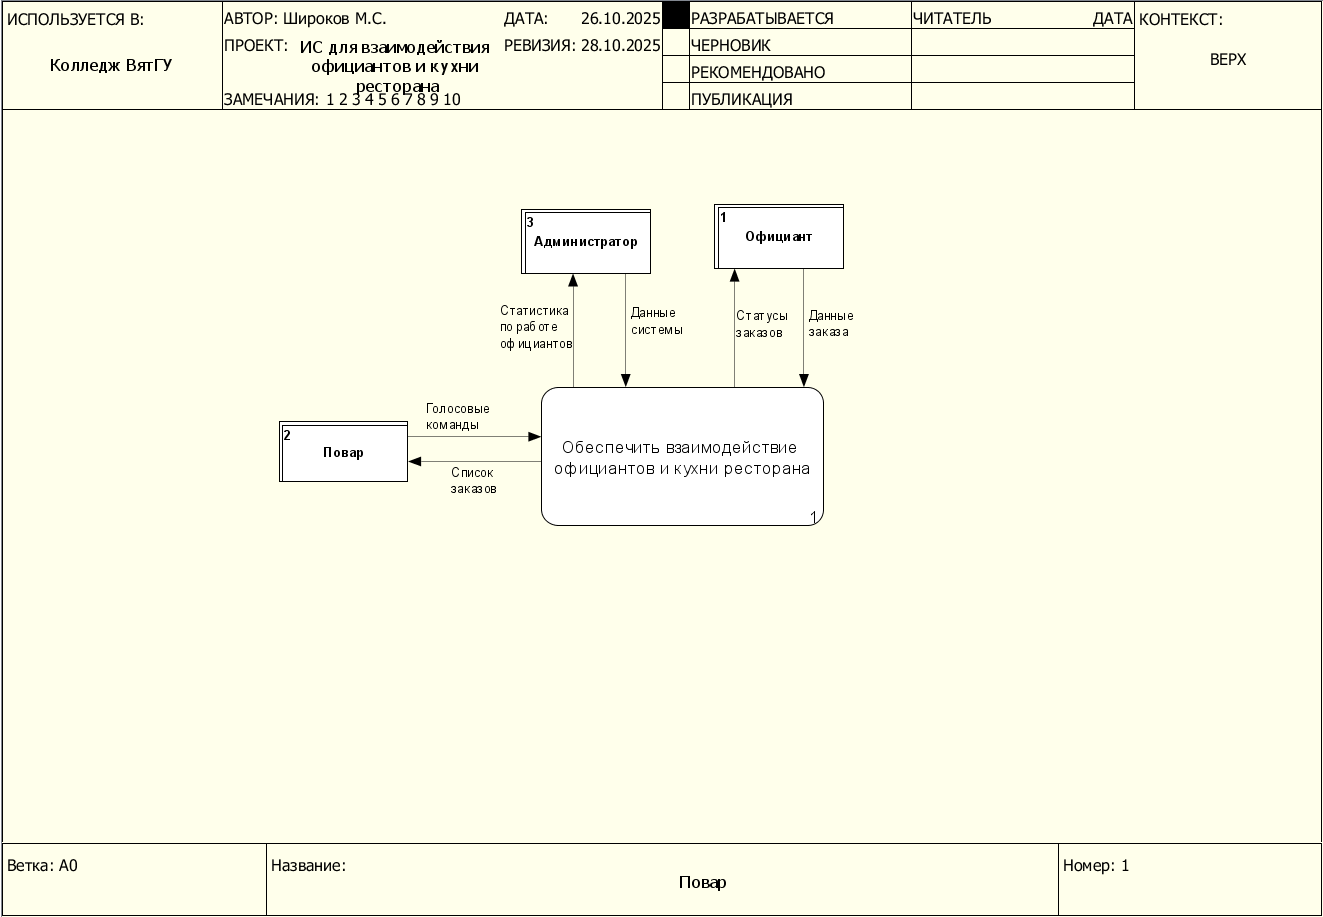 ИСПОЛЬЗУЕТСЯ В:
Колледж ВятГУ
АВТОР: Широков М.С.
ДАТА: 26.10.2025
ПРОЕКТ: ИС для взаимодействия
официантов и кухни
ресторана
РЕВИЗИЯ: 28.10.2025
ЗАМЕЧАНИЯ: 1 2 3 4 5 6 7 8 9 10
РАЗРАБАТЫВАЕТСЯ
ЧЕРНОВИК
РЕКОМЕНДОВАНО
ПУБЛИКАЦИЯ
ЧИТАТЕЛЬ ДАТА
КОНТЕКСТ:
ВЕРХ
3
Администратор
1
Официант
Статистика
по работе
официантов
Данные
системы
Статусы
заказов
Данные
заказа
Голосовые
команды
2
Повар
Список
заказов
Обеспечить взаимодействие
официантов и кухни ресторана
1
Ветка: A0
Название:
Повар
Номер: 1